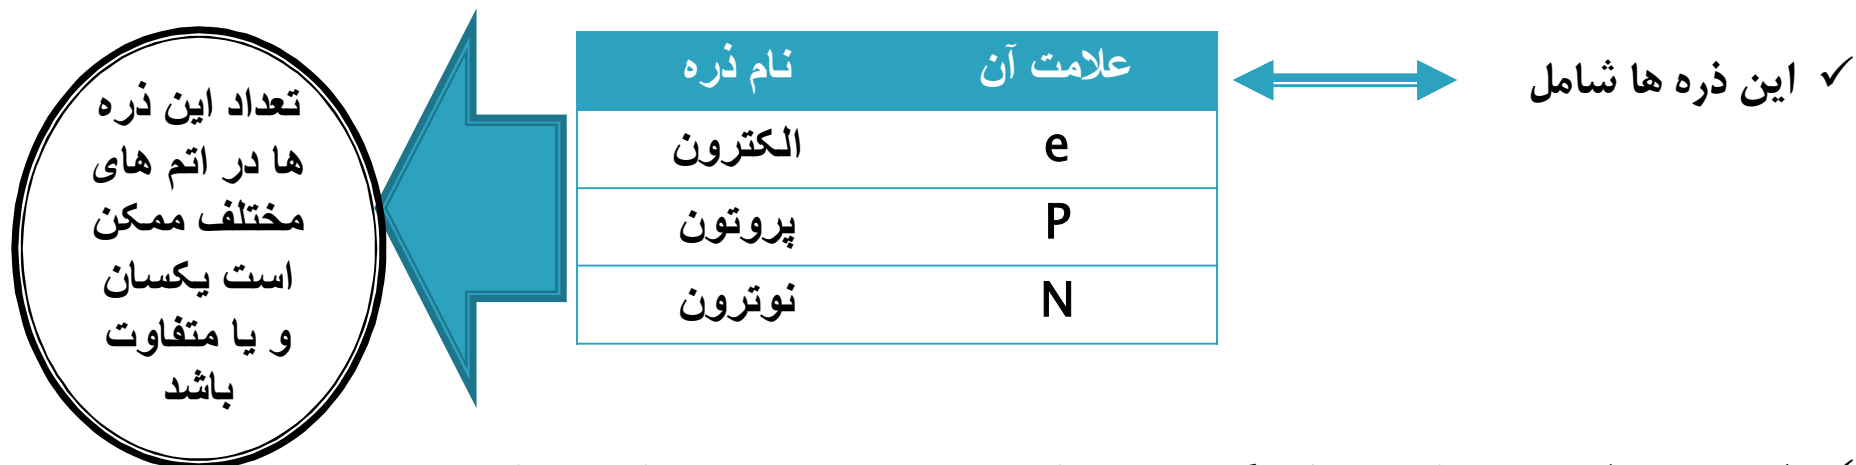 ✓ این ذره ها شامل
علامت آن نام ذره
e الکترون
P پروتون
N نوترون
تعداد این ذره
ها در اتم های
مختلف ممکن
است یکسان
و یا متفاوت
باشد